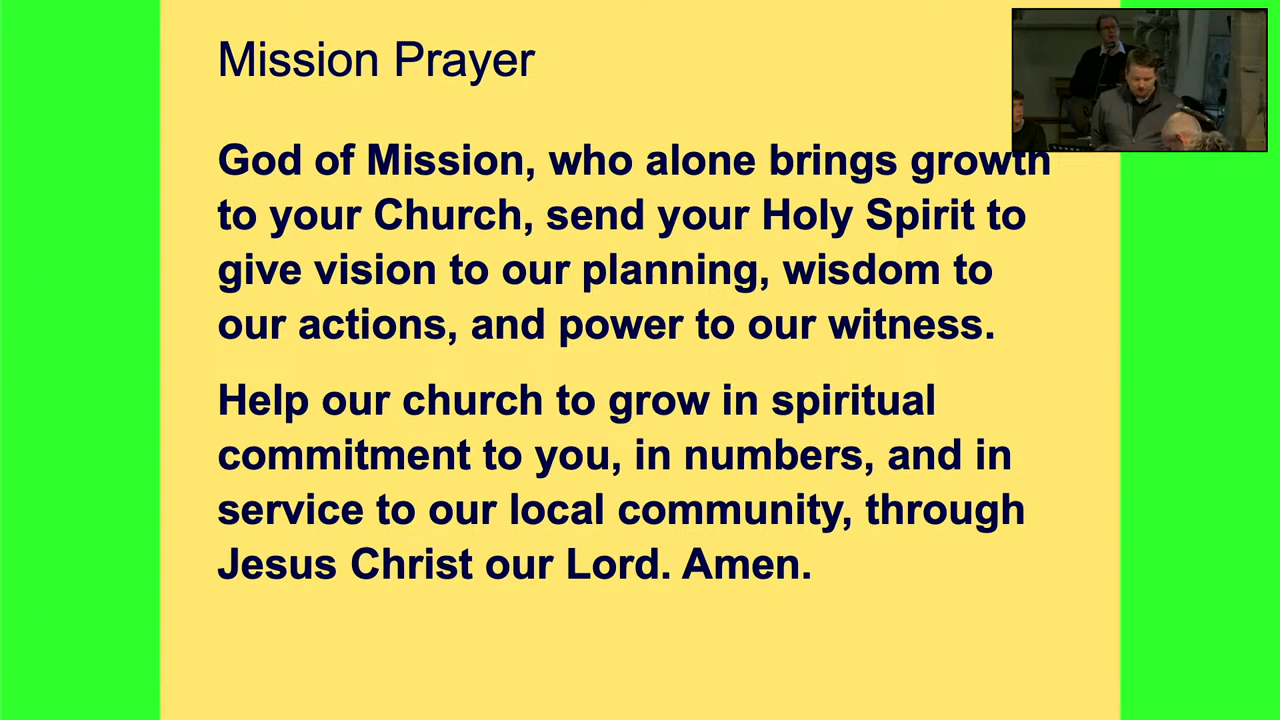 Mission Prayer
God of Mission, who alone brings growth
to your Church, send your Holy Spirit to
give vision to our planning, wisdom to
our actions, and power to our witness.
Help our church to grow in spiritual
commitment to you, in numbers, and in
service to our local community, through
Jesus Christ our Lord. Amen.